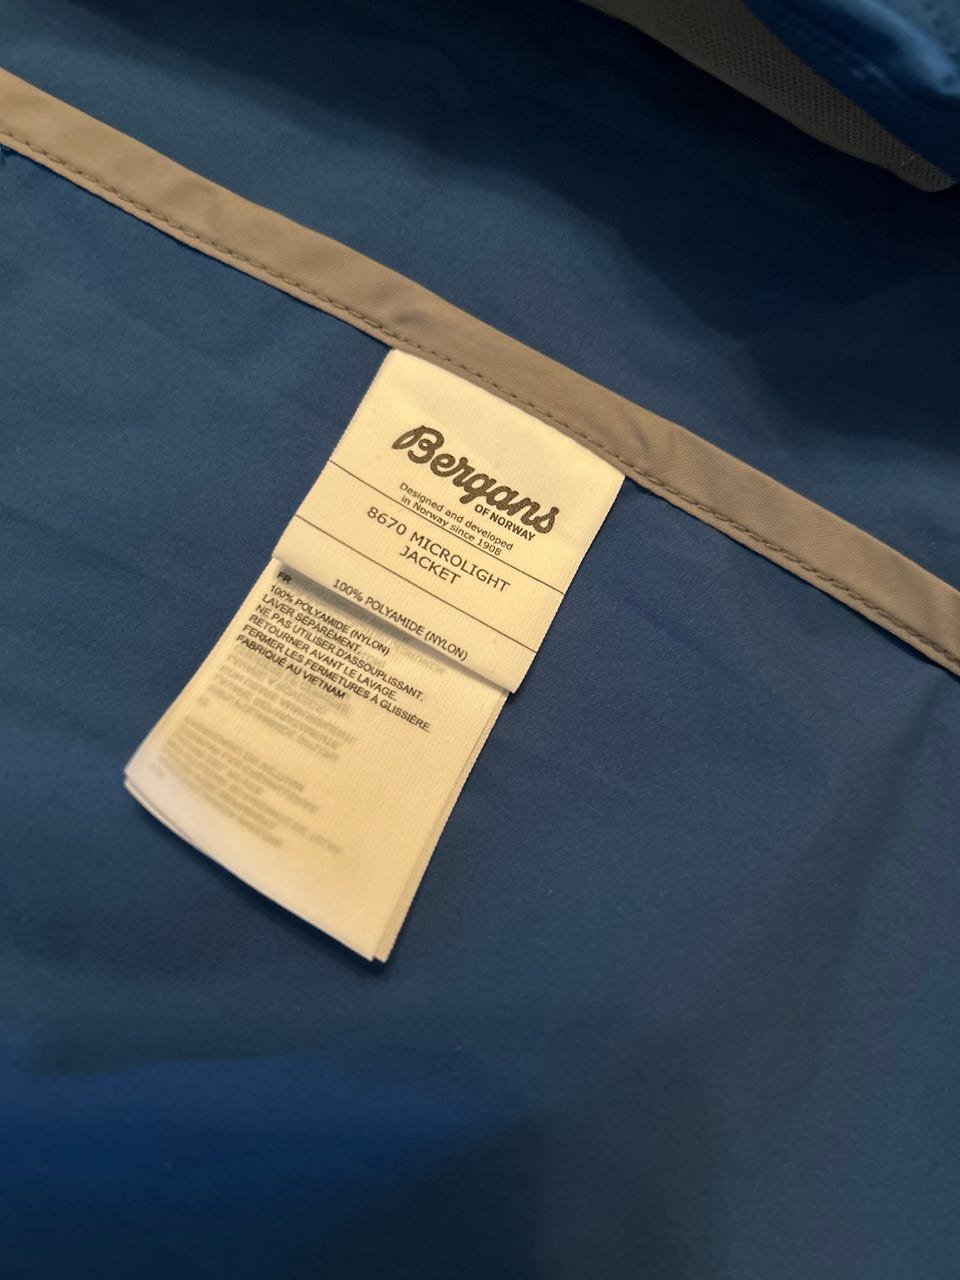 Bergans
OF NORWAY
Designed and developed
in Norway since 1908
8670 MICROLIGHT
JACKET
100% POLYAMIDE (NYLON)
FR
100% POLYAMIDE (NYLON)
LAVER SÉPARÉMENT.
NE PAS UTILISER D'ASSOUPLISSANT.
RETOURNER AVANT LE LAVAGE.
FERMER LES FERMETURES À GLISSIÈRE.
FABRIQUÉ AU VIETNAM